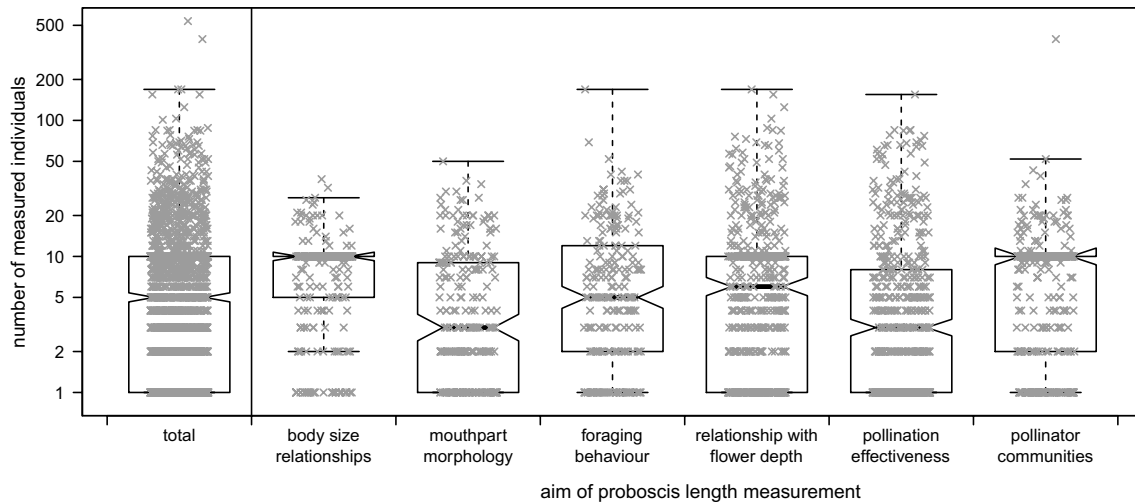 number of measured individuals
500
200
100
50
20
10
5
2
1
total
body size
relationships
mouthpart
morphology
foraging
behaviour
relationship with
flower depth
pollination
effectiveness
pollinator
communities
aim of proboscis length measurement